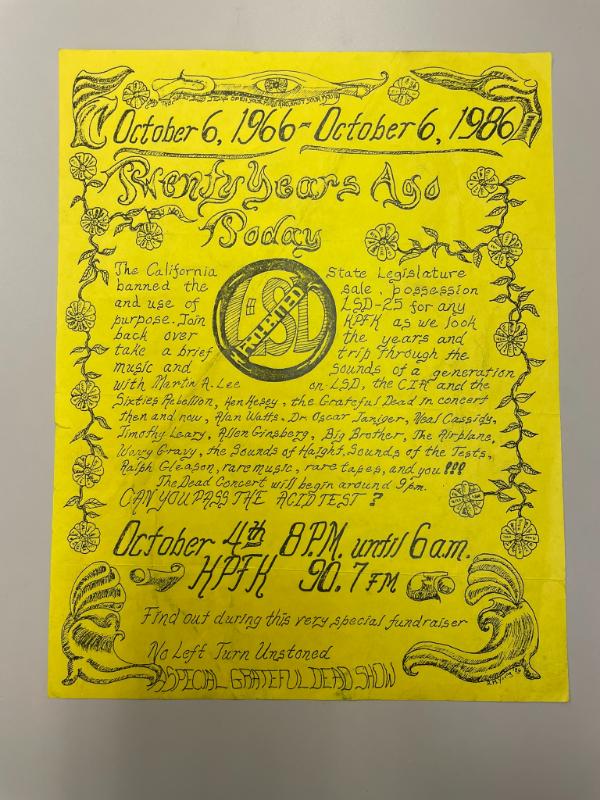 October 6, 1966 - October 6, 1986
Twenty Years Ago
Today
The California State Legislature
banned the sale, possession
and use of LSD-25 for any
purpose. Join KPFK as we look
back over the years and
take a brief trip through the
music and sounds of a generation
LSD
with Martin A. Lee on LSD, the CIA and the
Sixties Rebellion, Ken Kesey, the Grateful Dead in concert
then and now, Alan Watts, Dr. Oscar Janiger, Neal Cassidy,
Timothy Leary, Allen Ginsberg, Big Brother, The Airplane,
Wavy Gravy, the Sounds of Haight, Sounds of the Tests,
Ralph Gleason, rare music, rare tapes, and you!!!
The Dead Concert will begin around 9pm.
CAN YOU PASS THE ACID TEST?
October 4th 8 P.M. until 6 am.
KPFK 90.7 FM
Find out during this very special fundraiser
No Left Turn Unstoned
A SPECIAL GRATEFUL DEAD SHOW